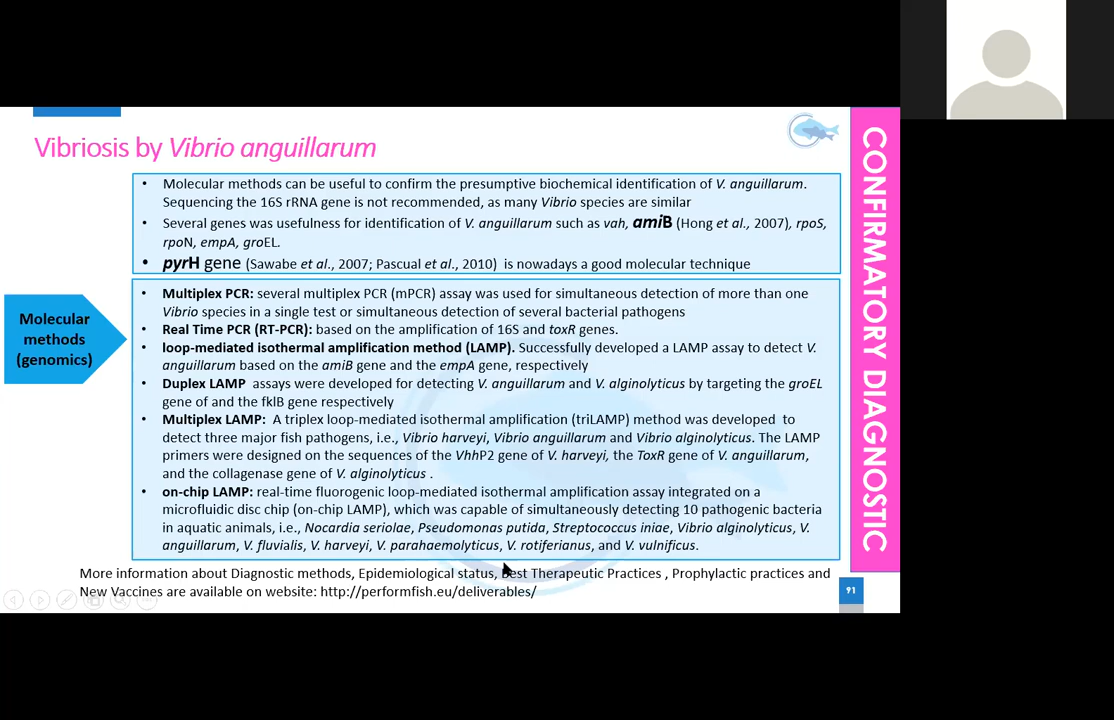 Vibriosis by Vibrio anguillarum
• Molecular methods can be useful to confirm the presumptive biochemical identification of V. anguillarum.
Sequencing the 16S rRNA gene is not recommended, as many Vibrio species are similar
• Several genes was usefulness for identification of V. anguillarum such as vah, amiB (Hong et al., 2007), rpoS,
rpoN, empA, groEL.
• pyrH gene (Sawabe et al., 2007; Pascual et al., 2010) is nowadays a good molecular technique
Molecular
methods
(genomics)
• Multiplex PCR: several multiplex PCR (mPCR) assay was used for simultaneous detection of more than one
Vibrio species in a single test or simultaneous detection of several bacterial pathogens
• Real Time PCR (RT-PCR): based on the amplification of 16S and toxR genes.
• loop-mediated isothermal amplification method (LAMP). Successfully developed a LAMP assay to detect V.
anguillarum based on the amiB gene and the empA gene, respectively
• Duplex LAMP assays were developed for detecting V. anguillarum and V. alginolyticus by targeting the groEL
gene of and the fklB gene respectively
• Multiplex LAMP: A triplex loop-mediated isothermal amplification (triLAMP) method was developed to
detect three major fish pathogens, i.e., Vibrio harveyi, Vibrio anguillarum and Vibrio alginolyticus. The LAMP
primers were designed on the sequences of the VhhP2 gene of V. harveyi, the ToxR gene of V. anguillarum,
and the collagenase gene of V. alginolyticus .
• on-chip LAMP: real-time fluorogenic loop-mediated isothermal amplification assay integrated on a
microfluidic disc chip (on-chip LAMP), which was capable of simultaneously detecting 10 pathogenic bacteria
in aquatic animals, i.e., Nocardia seriolae, Pseudomonas putida, Streptococcus iniae, Vibrio alginolyticus, V.
anguillarum, V. fluvialis, V. harveyi, V. parahaemolyticus, V. rotiferianus, and V. vulnificus.
More information about Diagnostic methods, Epidemiological status, Best Therapeutic Practices , Prophylactic practices and
New Vaccines are available on website: http://performfish.eu/deliverables/
CONFIRMATORY DIAGNOSTIC
91